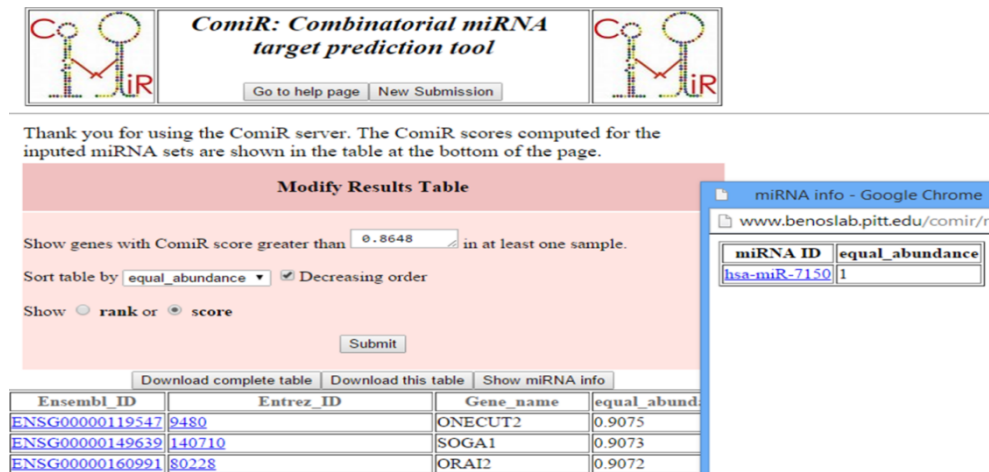 ComiR: Combinatorial miRNA
target prediction tool
Go to help page New Submission
Co MiR
Co MiR
Thank you for using the ComiR server. The ComiR scores computed for the
inputed miRNA sets are shown in the table at the bottom of the page.
Modify Results Table
Show genes with ComiR score greater than 0.8648 in at least one sample.
Sort table by equal_abundance Decreasing order
Show rank or score
Submit
Download complete table Download this table Show miRNA info
Ensembl_ID Entrez_ID Gene_name equal_abund
ENSG00000119547 9480 ONECUT2 0.9075
ENSG00000149639 140710 SOGA1 0.9073
ENSG00000160991 80228 ORAI2 0.9072
miRNA info - Google Chrome
www.benoslab.pitt.edu/comir/
miRNA ID equal_abundance
hsa-miR-7150 1